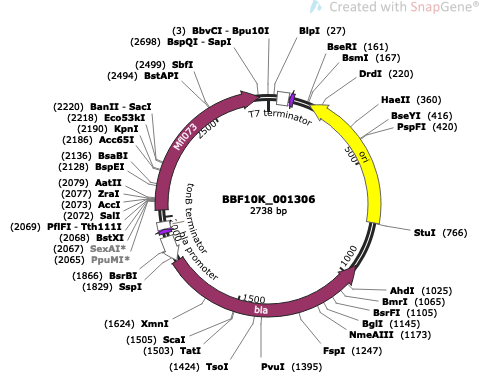 Created with SnapGene®
(3) BbvCI - Bpu10I
BlpI (27)
(2698) BspQI - SapI
BseRI (161)
BsmI (167)
(2499) SbfI
(2494) BstAPI
DrdI (220)
HaeII (360)
(2220) BanII - SacI
(2218) Eco53kI
(2190) KpnI
(2186) Acc65I
BseYI (416)
PspFI (420)
T7 terminator
2500
Mfl073
500
ori
(2136) BsaBI
(2128) BspEI
(2079) AatII
(2077) ZraI
(2073) AccI
(2072) SalI
(2069) PflFI - Tth111I
(2068) BstXI
(2067) SexAI*
(2065) PpuMI*
BBF10K_001306
2738 bp
StuI (766)
tonB terminator
bla promoter
1000
(1866) BsrBI
(1829) SspI
AhdI (1025)
BmrI (1065)
BsrFI (1105)
BglI (1145)
NmeAIII (1173)
1500
bla
(1624) XmnI
(1505) ScaI
(1503) TatI
(1424) TsoI
PvuI (1395)
FspI (1247)